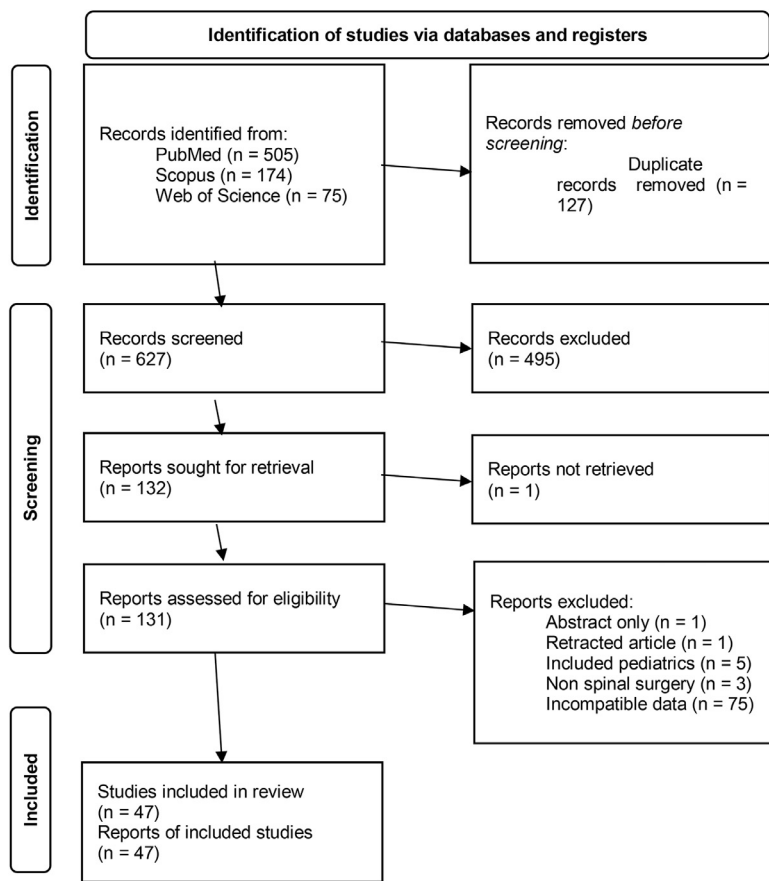 Identification of studies via databases and registers
Identification
Records identified from:
PubMed (n = 505)
Scopus (n = 174)
Web of Science (n = 75)
Records removed before
screening:
Duplicate
records removed (n =
127)
Screening
Records screened
(n = 627)
Records excluded
(n = 495)
Reports sought for retrieval
(n = 132)
Reports not retrieved
(n = 1)
Reports assessed for eligibility
(n = 131)
Reports excluded:
Abstract only (n = 1)
Retracted article (n = 1)
Included pediatrics (n = 5)
Non spinal surgery (n = 3)
Incompatible data (n = 75)
Included
Studies included in review
(n = 47)
Reports of included studies
(n = 47)